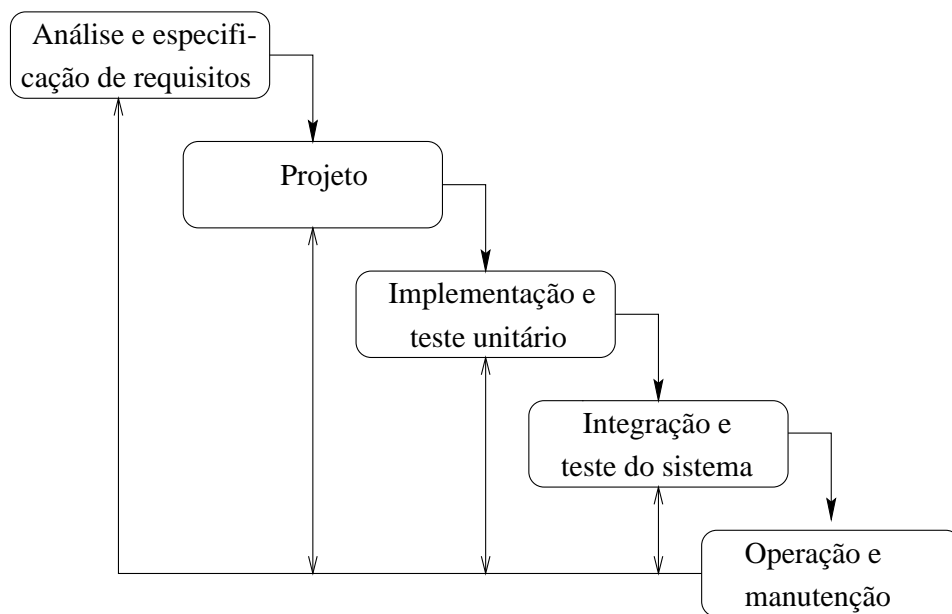 Análise e especifi-
cação de requisitos
Projeto
Implementação e
teste unitário
Integração e
teste do sistema
Operação e
manutenção